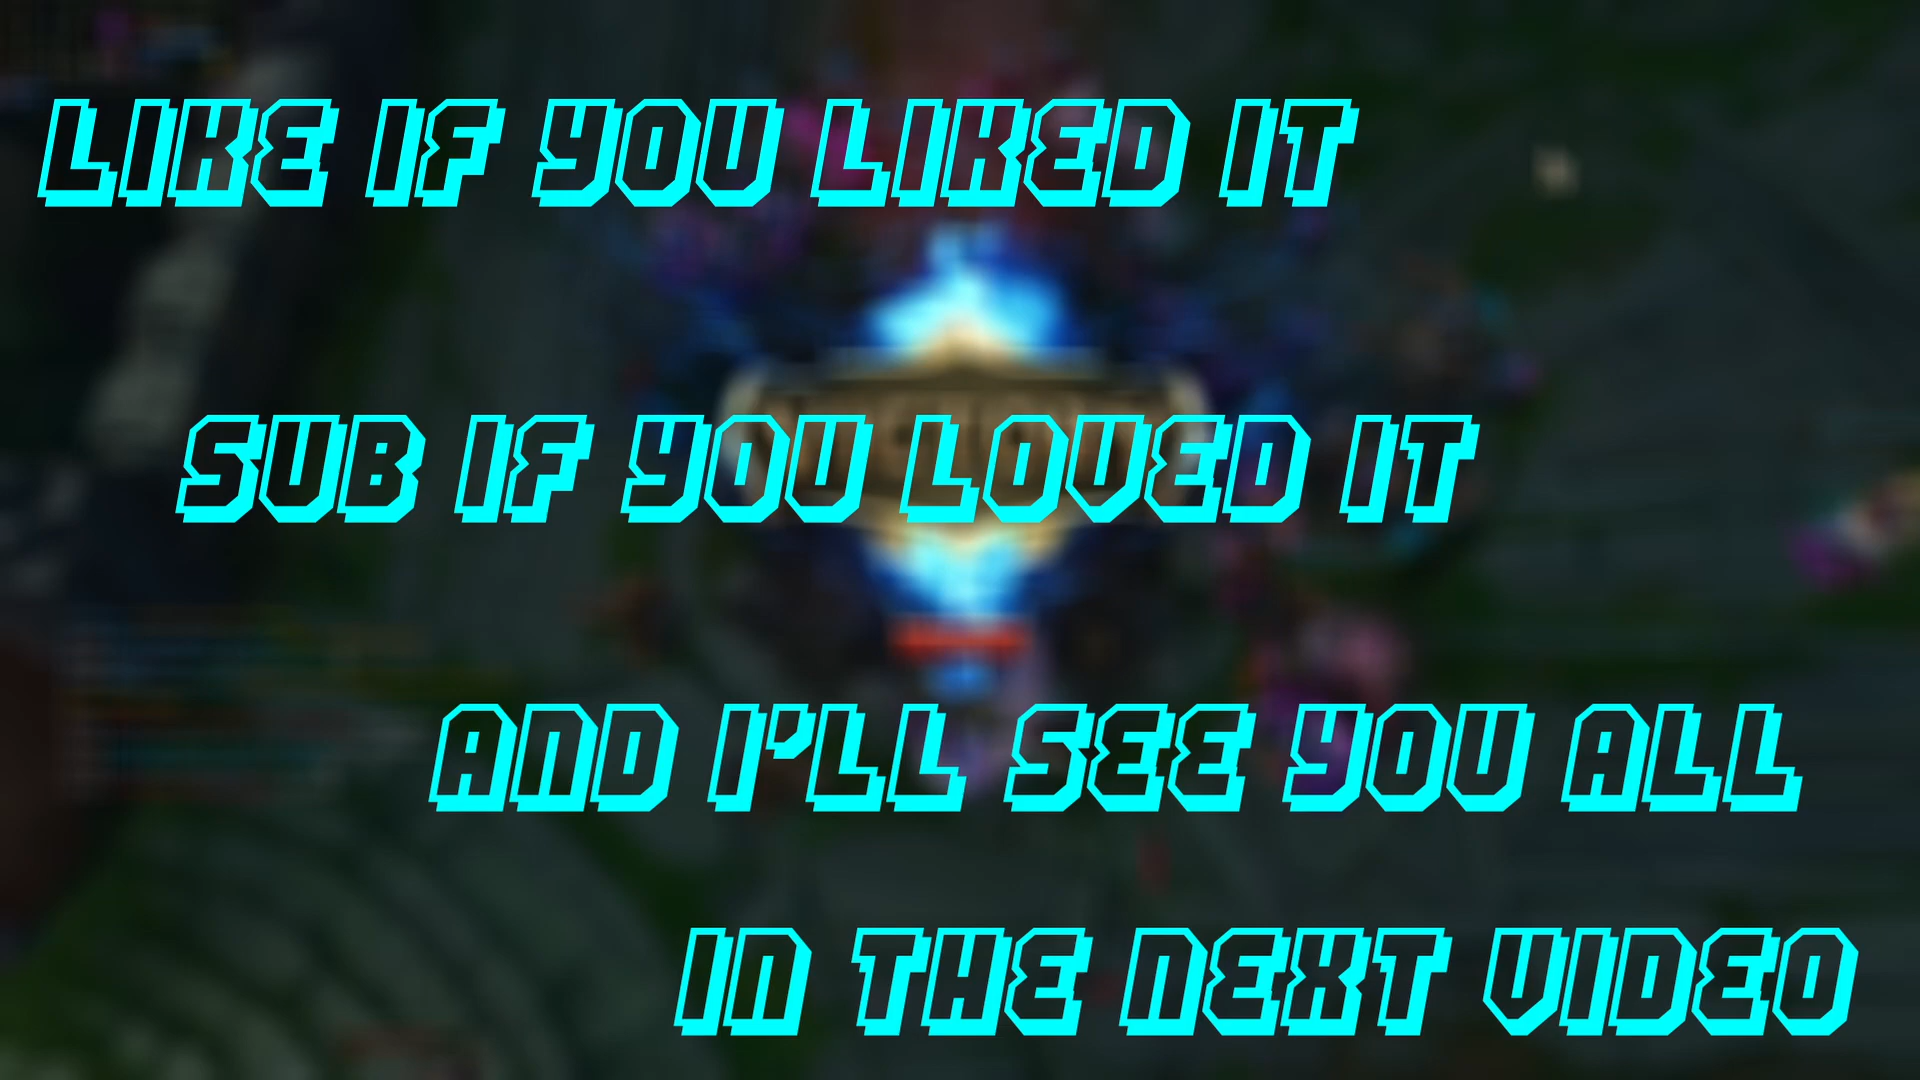 LIKE IF YOU LIKED IT
SUB IF YOU LOVED IT
AND I'LL SEE YOU ALL
IN THE NEXT VIDEO